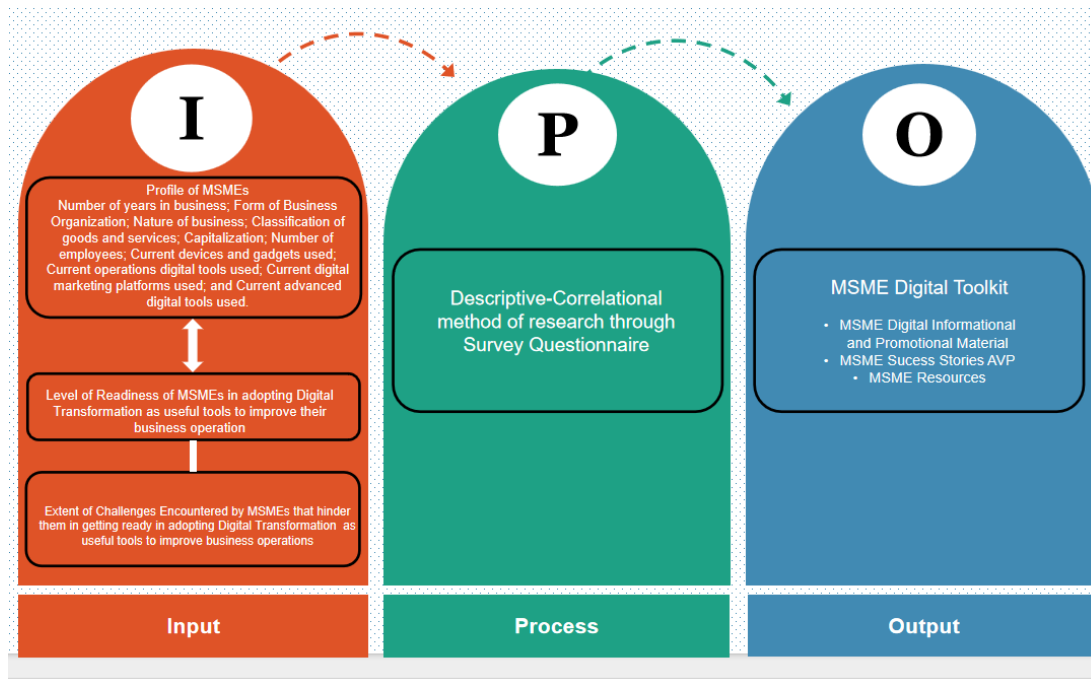 I
Profile of MSMEs
Number of years in business; Form of Business
Organization; Nature of business; Classification of
goods and services; Capitalization; Number of
employees; Current devices and gadgets used;
Current operations digital tools used; Current digital
marketing platforms used; and Current advanced
digital tools used.
Level of Readiness of MSMEs in adopting Digital
Transformation as useful tools to improve their
business operation
Extent of Challenges Encountered by MSMEs that hinder
them in getting ready in adopting Digital Transformation as
useful tools to improve business operations
Input
P
Descriptive-Correlational
method of research through
Survey Questionnaire
Process
O
MSME Digital Toolkit
• MSME Digital Informational
and Promotional Material
• MSME Sucess Stories AVP
• MSME Resources
Output